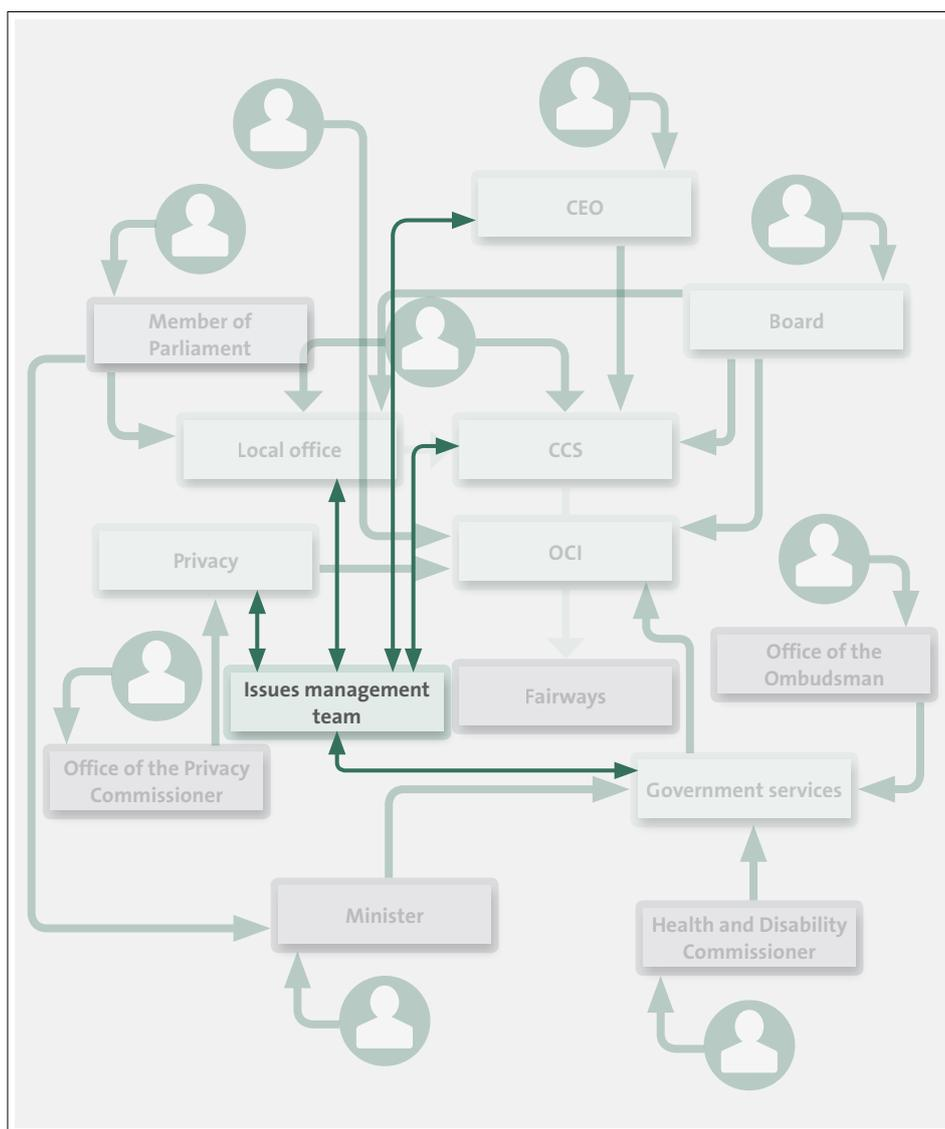 CEO
Member of
Parliament
Board
Local office
CCS
Privacy
OCI
Office of the
Ombudsman
Issues management
team
Fairways
Office of the Privacy
Commissioner
Government services
Minister
Health and Disability
Commissioner